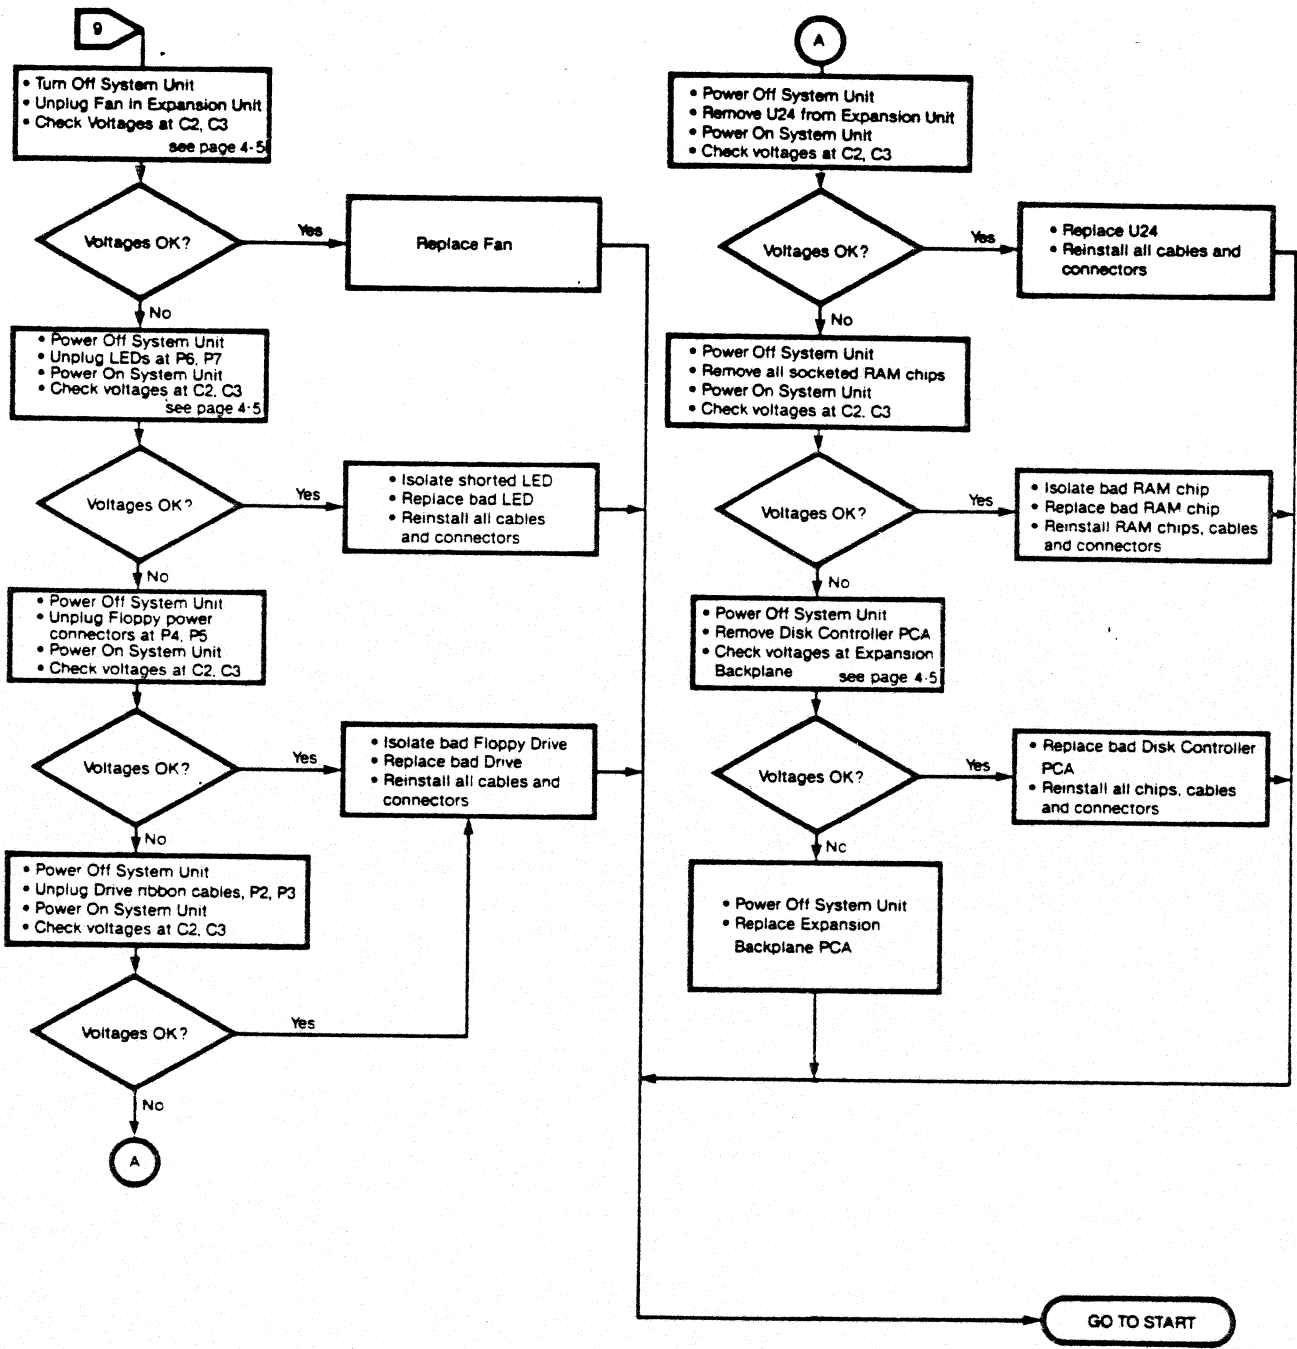 9
• Turn Off System Unit
• Unplug Fan in Expansion Unit
• Check Voltages at C2, C3
see page 4-5
Voltages OK?
Yes
Replace Fan
No
• Power Off System Unit
• Unplug LEDs at P6, P7
• Power On System Unit
• Check voltages at C2, C3
see page 4-5
Voltages OK?
Yes
• Isolate shorted LED
• Replace bad LED
• Reinstall all cables
and connectors
No
• Power Off System Unit
• Unplug Floppy power
connectors at P4, P5
• Power On System Unit
• Check voltages at C2, C3
Voltages OK?
Yes
• Isolate bad Floppy Drive
• Replace bad Drive
• Reinstall all cables and
connectors
No
• Power Off System Unit
• Unplug Drive ribbon cables, P2, P3
• Power On System Unit
• Check voltages at C2, C3
Voltages OK?
Yes
No
A
A
• Power Off System Unit
• Remove U24 from Expansion Unit
• Power On System Unit
• Check voltages at C2, C3
Voltages OK?
Yes
• Replace U24
• Reinstall all cables and
connectors
No
• Power Off System Unit
• Remove all socketed RAM chips
• Power On System Unit
• Check voltages at C2, C3
Voltages OK?
Yes
• Isolate bad RAM chip
• Replace bad RAM chip
• Reinstall RAM chips, cables
and connectors
No
• Power Off System Unit
• Remove Disk Controller PCA
• Check voltages at Expansion
Backplane see page 4-5
Voltages OK?
Yes
• Replace bad Disk Controller
PCA
• Reinstall all chips, cables
and connectors
No
• Power Off System Unit
• Replace Expansion
Backplane PCA
GO TO START